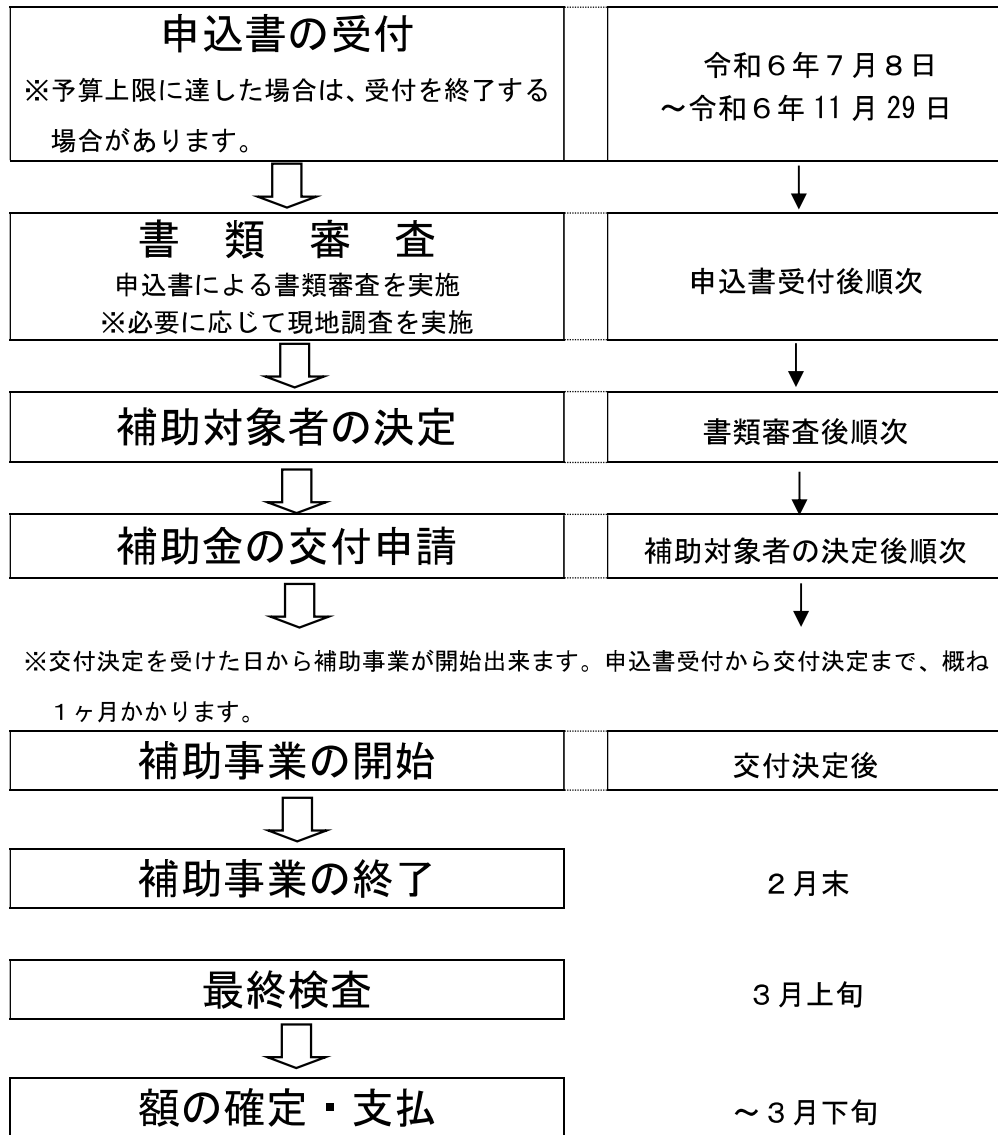 申込書の受付
※予算上限に達した場合は、受付を終了する
場合があります。
令和６年７月８日
～令和６年 11 月 29 日
書　類　審　査
申込書による書類審査を実施
※必要に応じて現地調査を実施
申込書受付後順次
補助対象者の決定
書類審査後順次
補助金の交付申請
補助対象者の決定後順次
※交付決定を受けた日から補助事業が開始出来ます。申込書受付から交付決定まで、概ね
１ヶ月かかります。
補助事業の開始
交付決定後
補助事業の終了
２月末
最終検査
３月上旬
額の確定・支払
～３月下旬